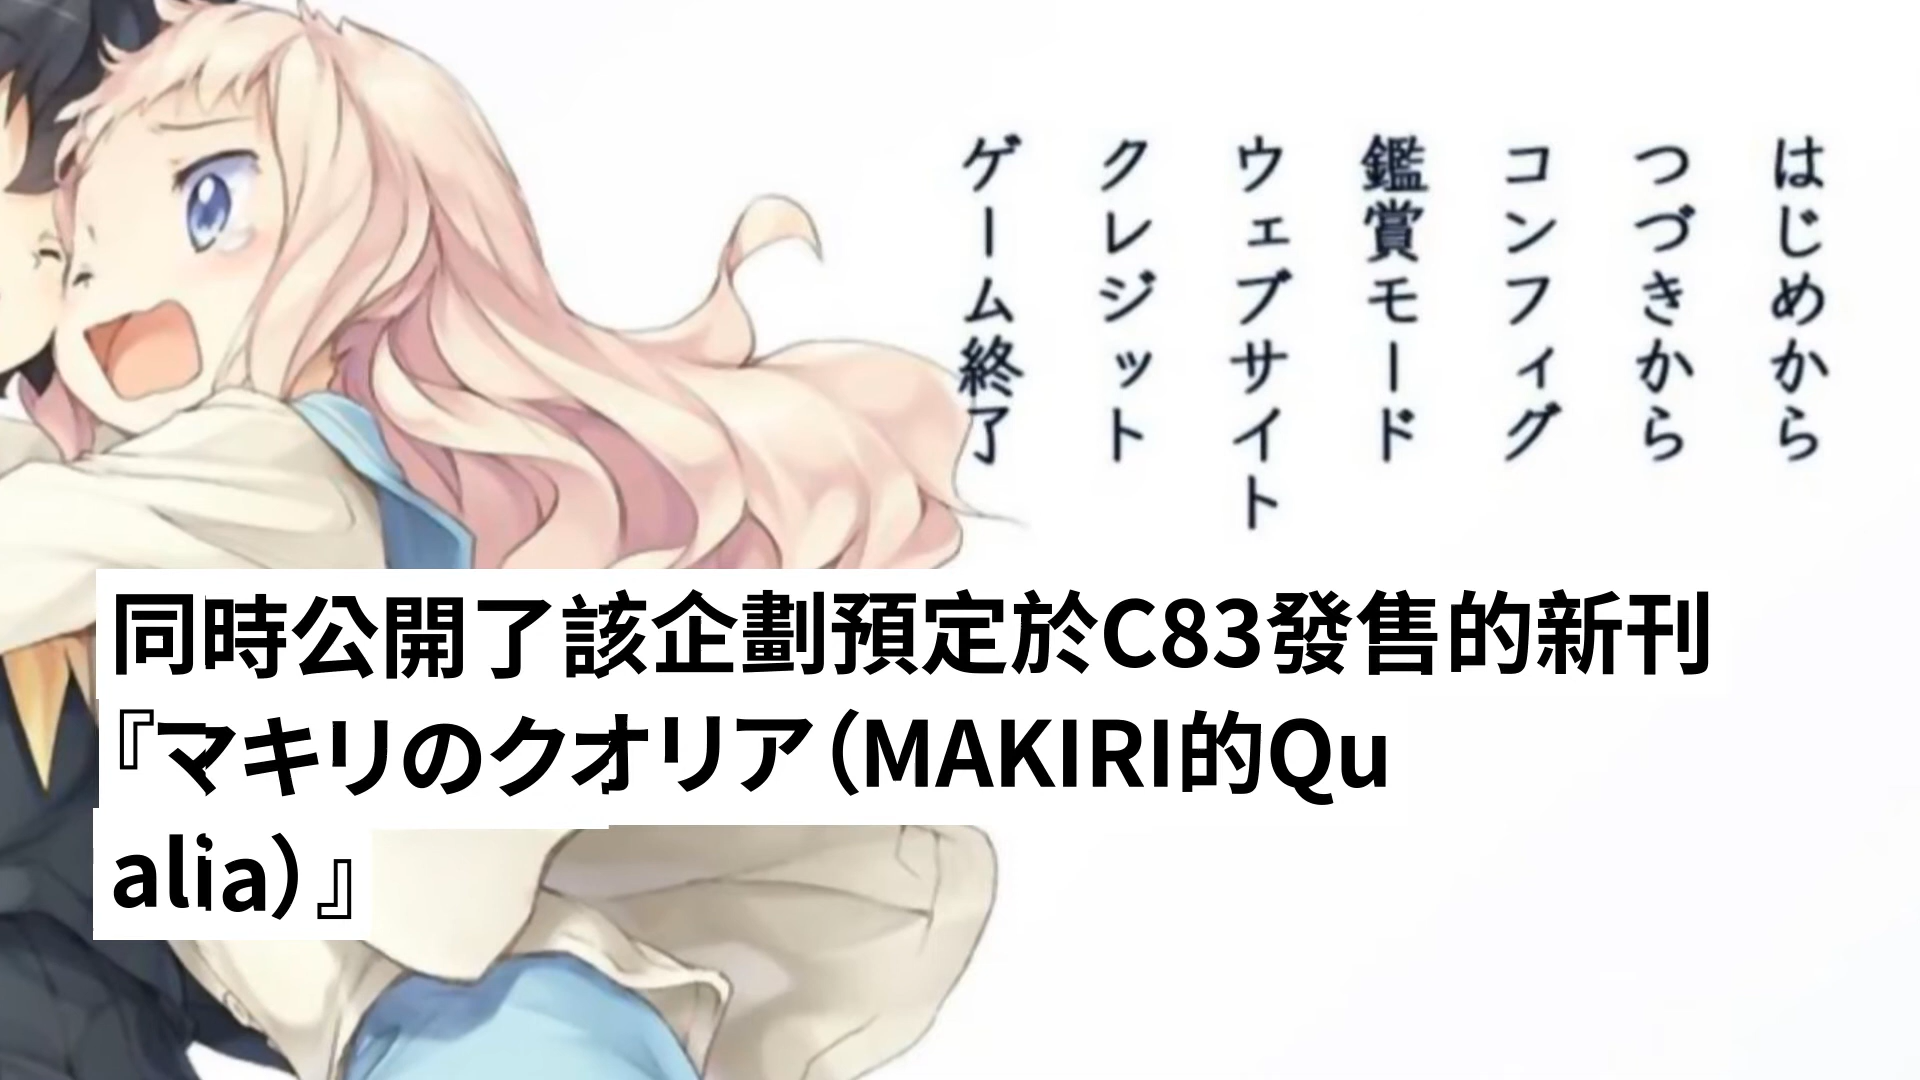 はじめから
つづきから
コンフィグ
鑑賞モード
ウェブサイト
クレジット
ゲーム終了
同時公開了該企劃預定於C83發售的新刊
『マキリのクオリア（MAKIRI的Qu
alia）』